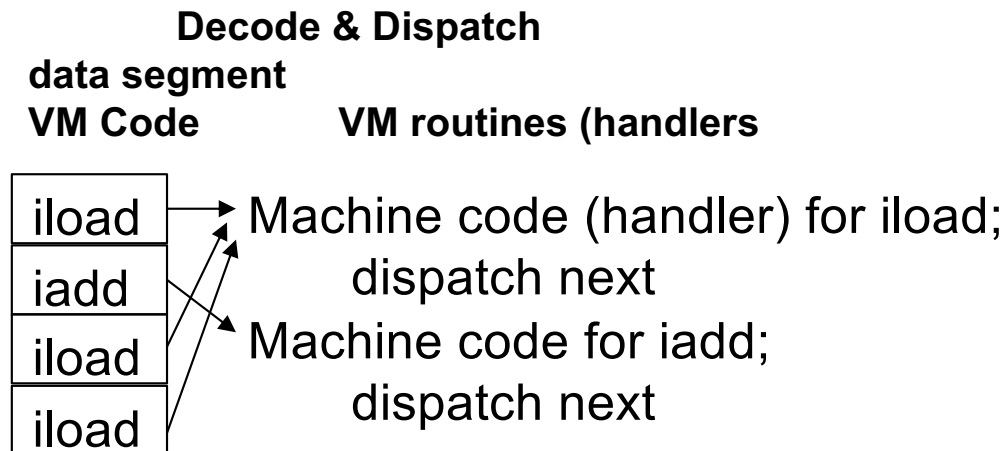 Decode & Dispatch
data segment
VM Code VM routines (handlers
iload Machine code (handler) for iload;
iadd dispatch next
iload Machine code for iadd;
iload dispatch next